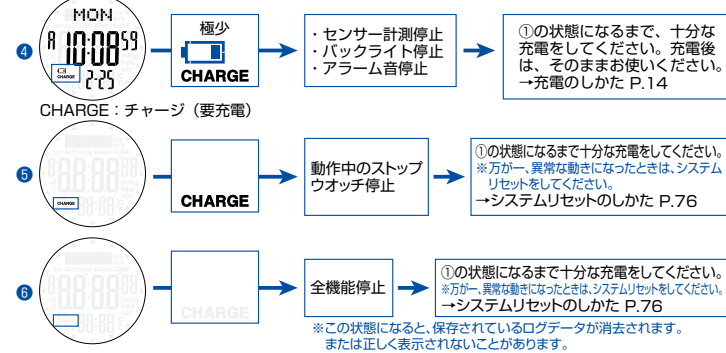 ❹
MON
A 10:08 59
CHARGE
2-25
極少
CHARGE
・センサー計測停止
・バックライト停止
・アラーム音停止
①の状態になるまで、十分な
充電をしてください。充電後
は、そのままお使いください。
→充電のしかた P.14
CHARGE：チャージ（要充電）
❺
CHARGE
CHARGE
動作中のストップ
ウオッチ停止
①の状態になるまで十分な充電をしてください。
※万が一、異常な動きになったときは、システム
リセットをしてください。
→システムリセットのしかた P.76
❻
CHARGE
全機能停止
①の状態になるまで十分な充電をしてください。
※万が一、異常な動きになったときは、システムリセットをしてください。
→システムリセットのしかた P.76
※この状態になると、保存されているログデータが消去されます。
または正しく表示されないことがあります。